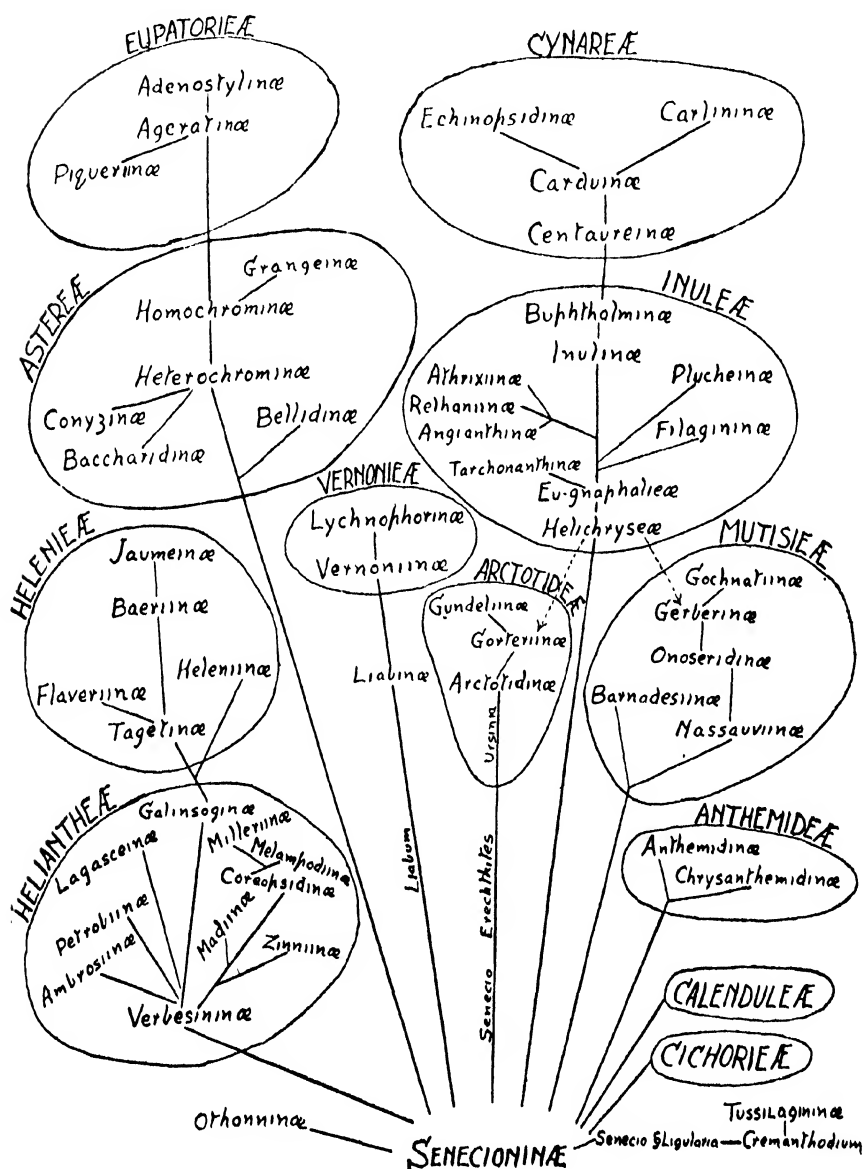 EUPATORIEÆ
Adenostylinæ
Ageratinæ
Piqueriinæ
CYNAREÆ
Echinopsidinæ
Carlininæ
Carduinæ
Centaureinæ
ASTEREÆ
Grangeinæ
Homochrominæ
Heterochrominæ
Conyzinæ
Bellidinæ
Baccharidinæ
INULEÆ
Buphthalminæ
Inulinæ
Athrixiinæ
Plucheinæ
Relhaniinæ
Angianthinæ
Filagininæ
Tarchonanthinæ
Eu-gnaphalieæ
Helichryseæ
VERNONIEÆ
Lychnophorinæ
Vernoniinæ
Liabinæ
Liabum
HELENIEÆ
Jaumeinæ
Baeriinæ
Heleniinæ
Flaveriinæ
Tagetinæ
ARCTOTIDEÆ
Gundeliinæ
Gorteriinæ
Arctotidinæ
Ursinia
Senecio Erechthites
MUTISIEÆ
Gochnatiinæ
Gerberinæ
Onoseridinæ
Barnadesiinæ
Nassauviinæ
HELIANTHEÆ
Galinsoginæ
Milleriinæ
Lagasceinæ
Melampodiinæ
Coreopsidinæ
Petrobiinæ
Madiinæ
Zinniinæ
Ambrosiinæ
Verbesininæ
ANTHEMIDEÆ
Anthemidinæ
Chrysanthemidinæ
CALENDULEÆ
CICHORIEÆ
Othonninæ
Tussilagininæ
Senecio §Ligularia—Cremanthodium
SENECIONINÆ